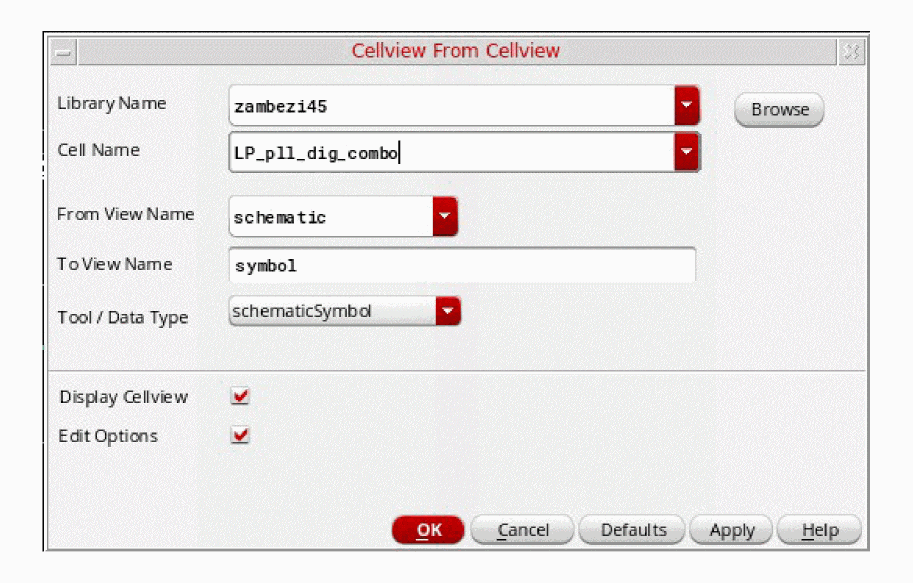 Cellview From Cellview
Library Name zambezi45 Browse
Cell Name LP_pll_dig_combo
From View Name schematic
To View Name symbol
Tool / Data Type schematicSymbol
Display Cellview
Edit Options
OK Cancel Defaults Apply Help